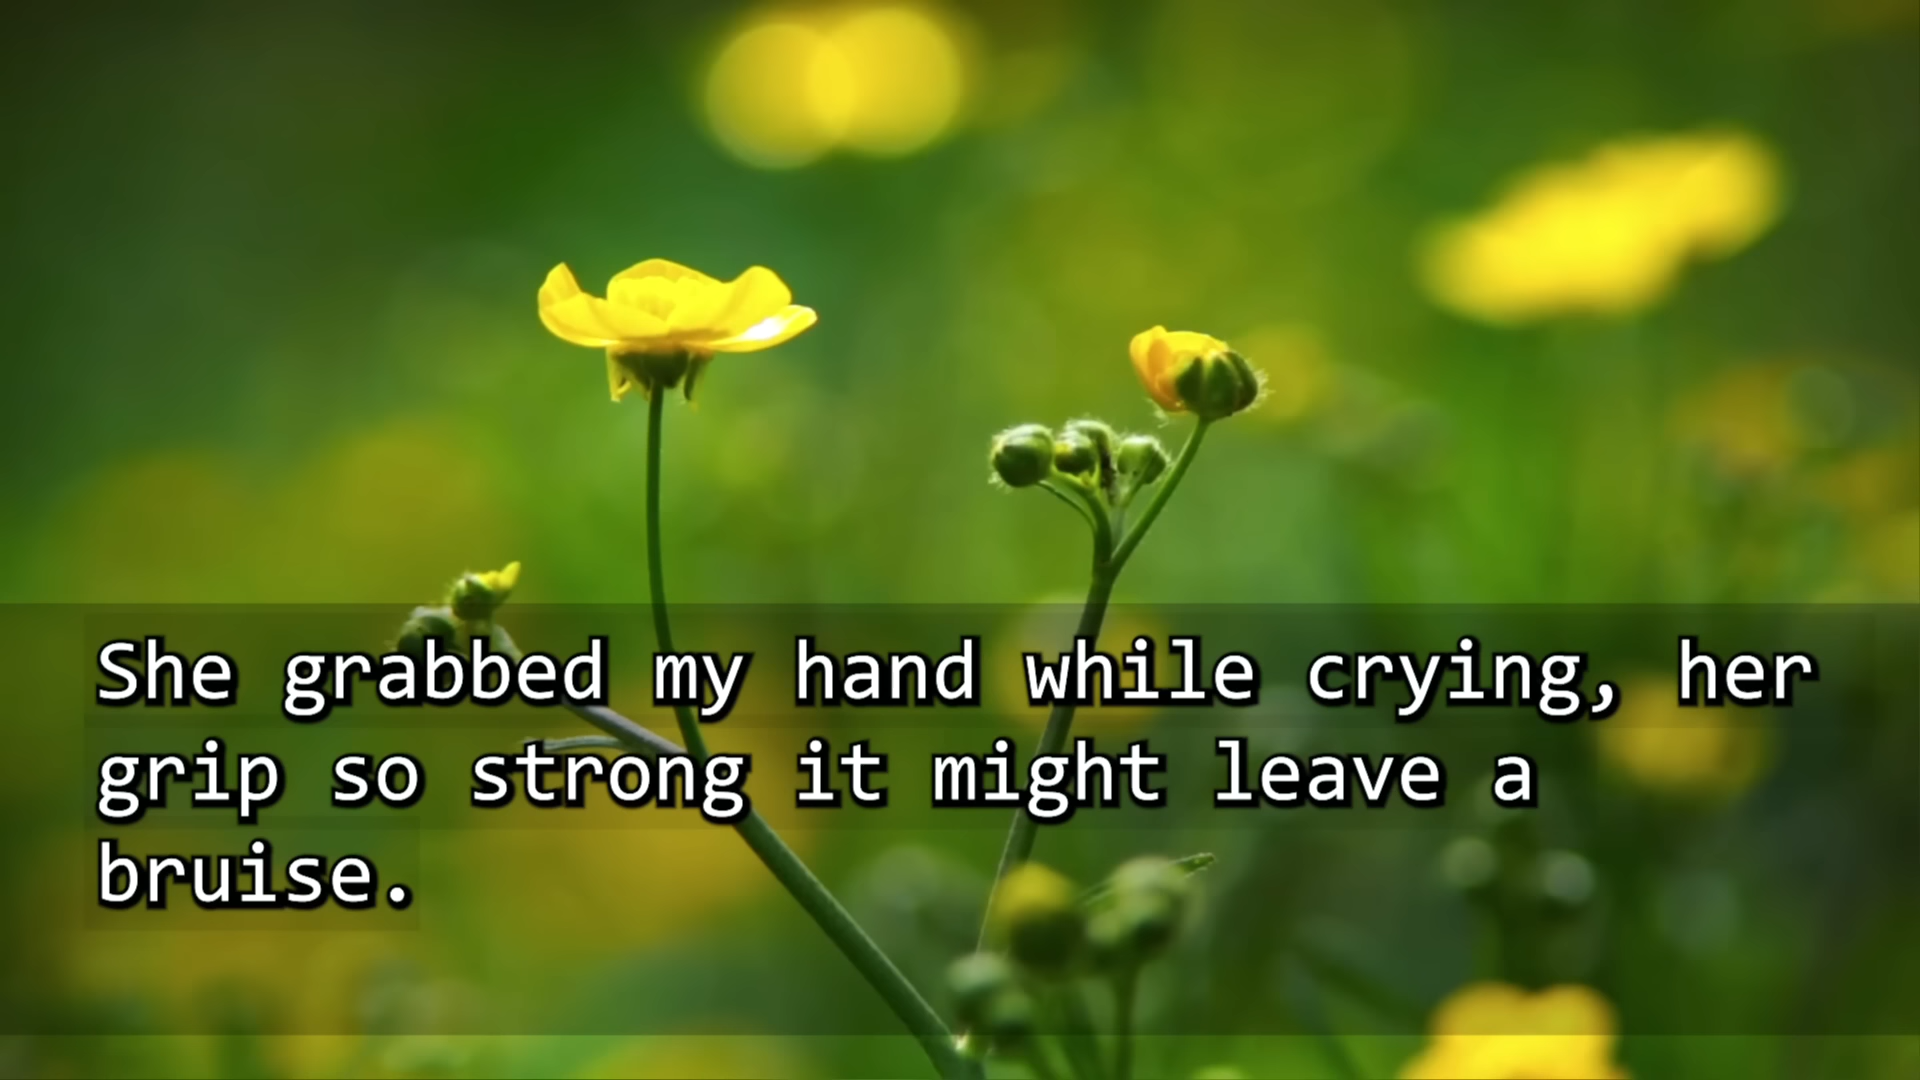 She grabbed my hand while crying, her
grip so strong it might leave a
bruise.